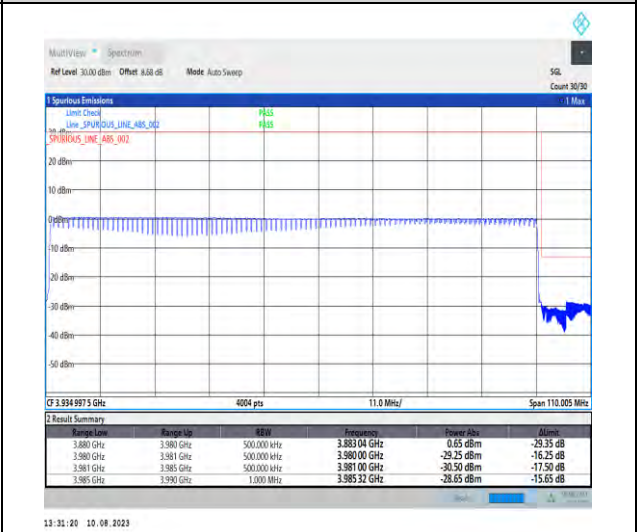 MultiView Spectrum
Ref Level 30.00 dBm Offset 8.68 dB Mode Auto Sweep SGL
Count 30/30
1 Spurious Emissions 1 Max
Limit Check PASS
Line _SPURIOUS_LINE_ABS_002 PASS
_SPURIOUS_LINE_ABS_002
20 dBm
10 dBm
0 dBm
-10 dBm
-20 dBm
-30 dBm
-40 dBm
-50 dBm
CF 3.934 997 5 GHz 4004 pts 11.0 MHz/ Span 110.005 MHz
2 Result Summary
Range Low Range Up RBW Frequency Power Abs ΔLimit
3.880 GHz 3.980 GHz 500.000 kHz 3.883 04 GHz 0.65 dBm -29.35 dB
3.980 GHz 3.981 GHz 500.000 kHz 3.980 00 GHz -29.25 dBm -16.25 dB
3.981 GHz 3.985 GHz 500.000 kHz 3.981 00 GHz -30.50 dBm -17.50 dB
3.985 GHz 3.990 GHz 1.000 MHz 3.985 32 GHz -28.65 dBm -15.65 dB
13:31:20 10.08.2023